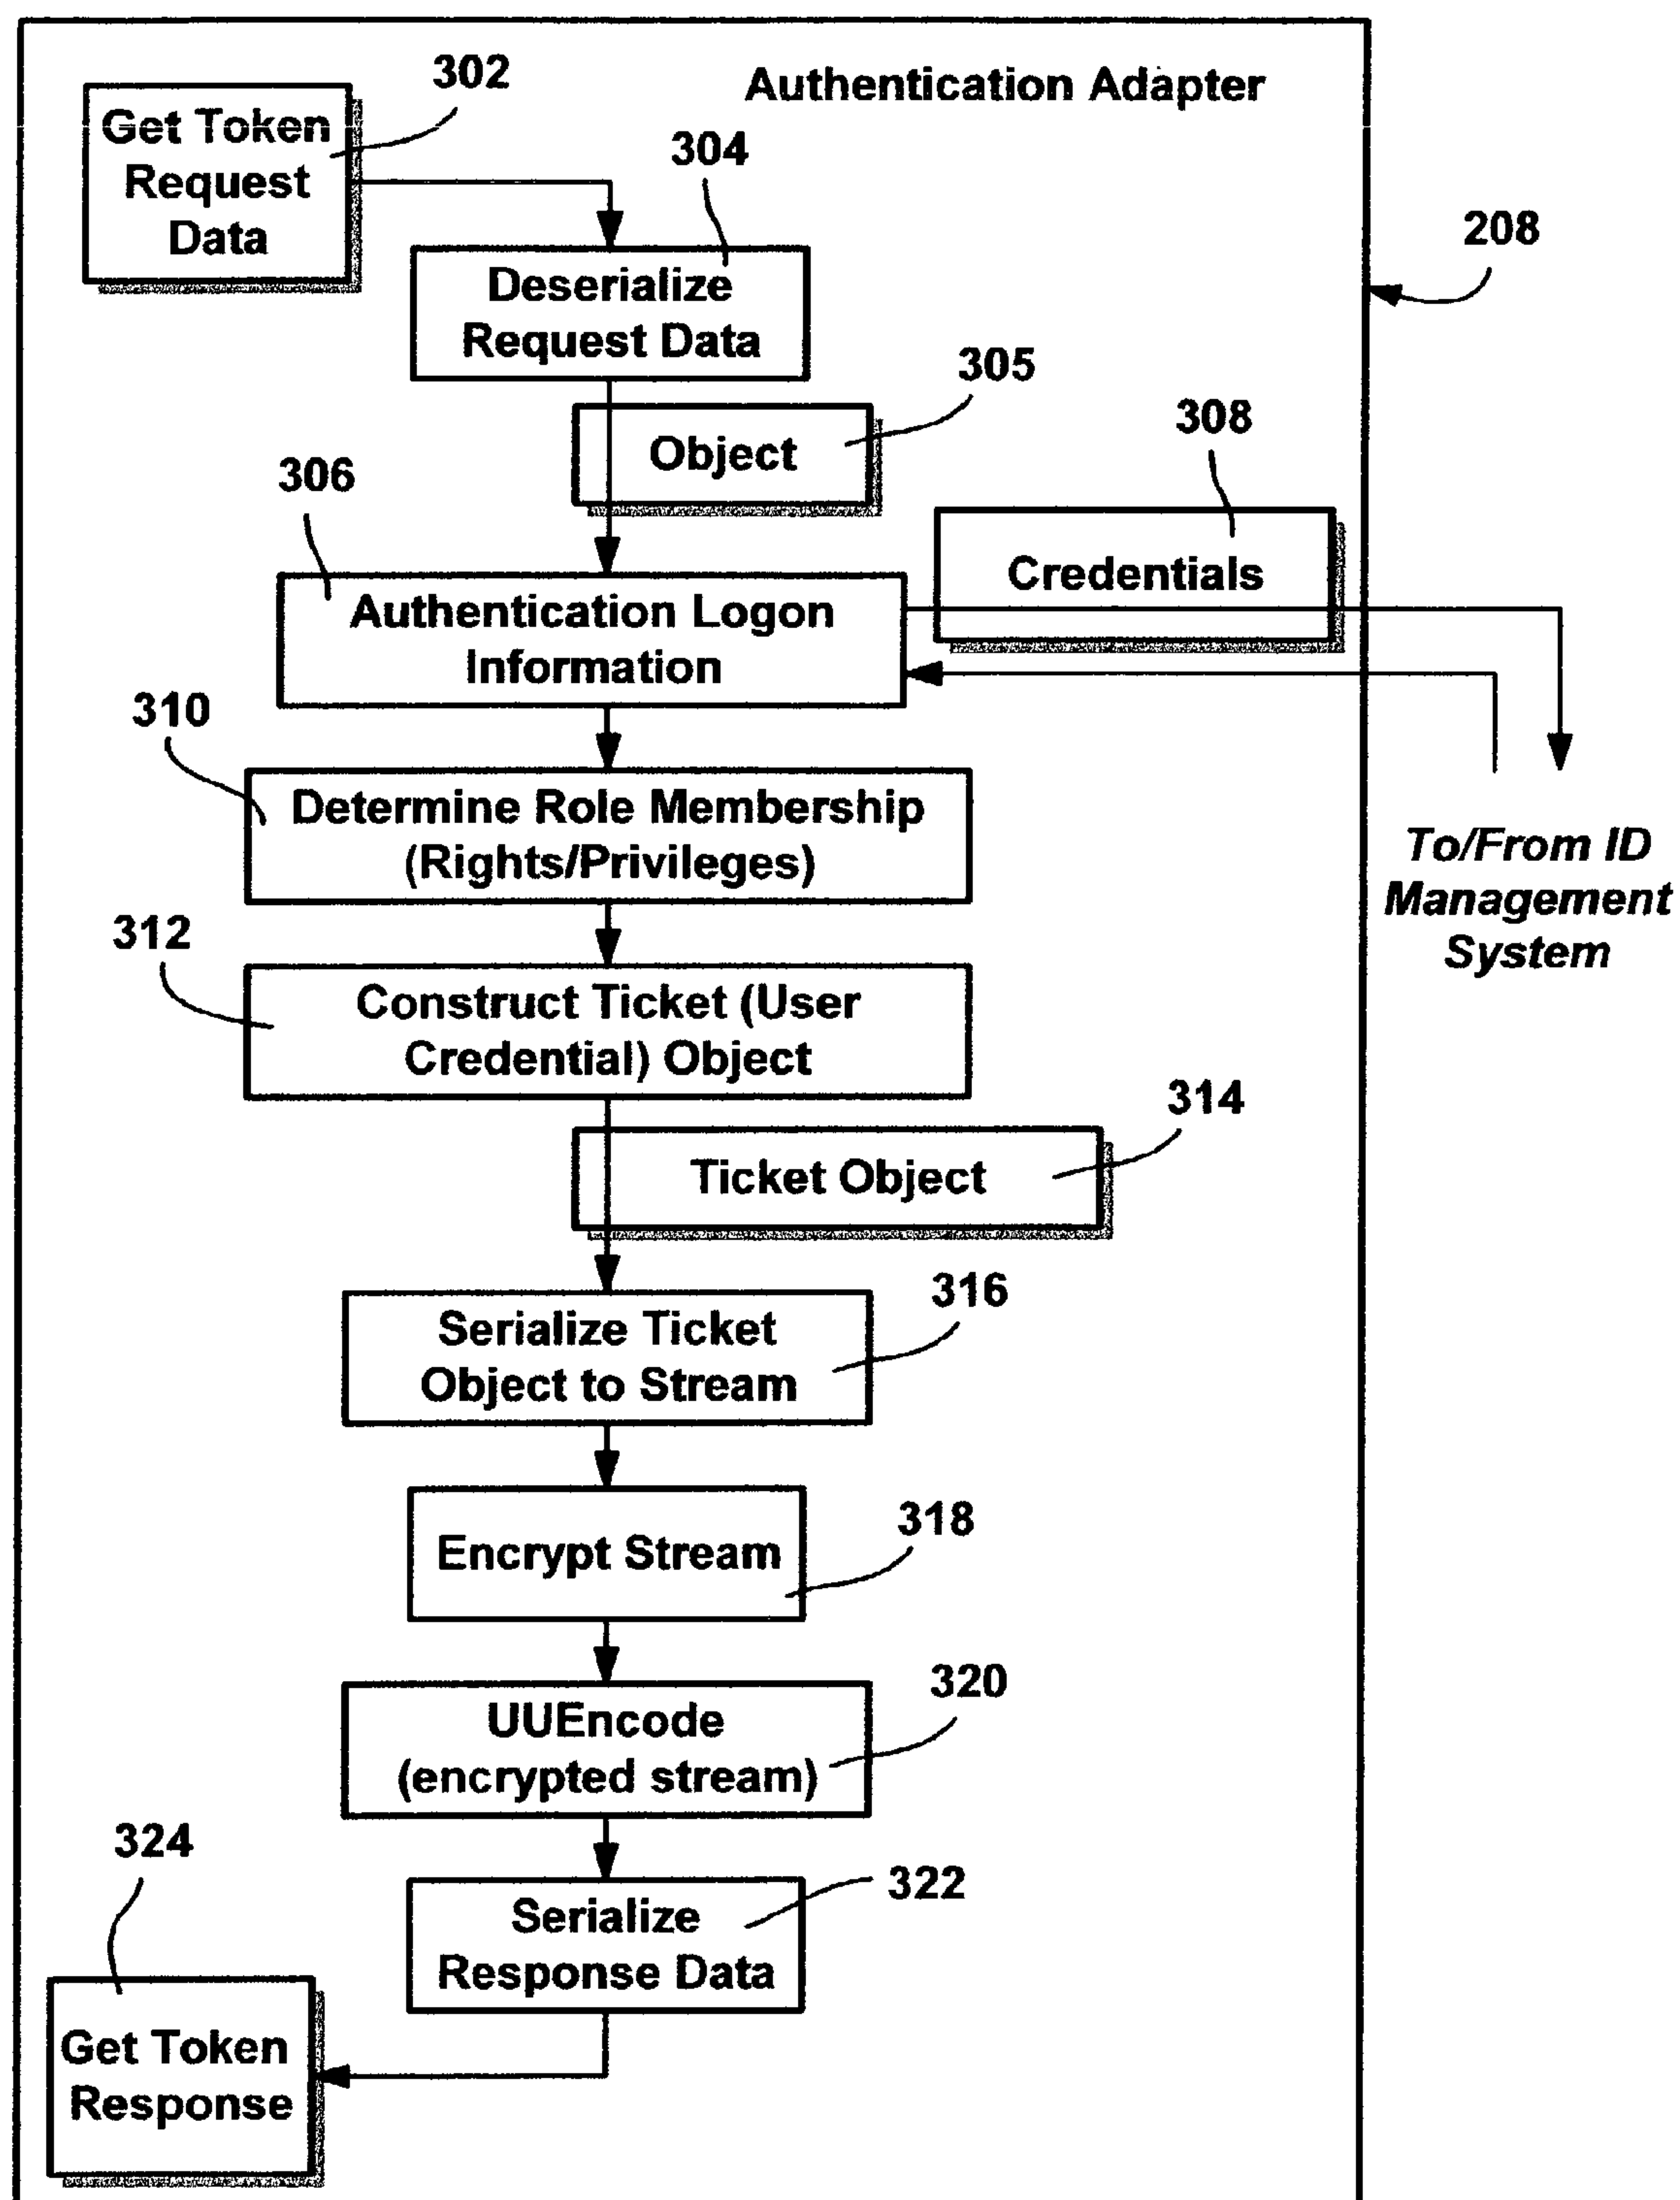 302
Authentication Adapter
Get Token
Request
Data
304
208
Deserialize
Request Data
305
Object
308
306
Credentials
Authentication Logon
Information
310
Determine Role Membership
(Rights/Privileges)
To/From ID
Management
System
312
Construct Ticket (User
Credential) Object
314
Ticket Object
316
Serialize Ticket
Object to Stream
318
Encrypt Stream
320
UUEncode
(encrypted stream)
324
322
Serialize
Response Data
Get Token
Response